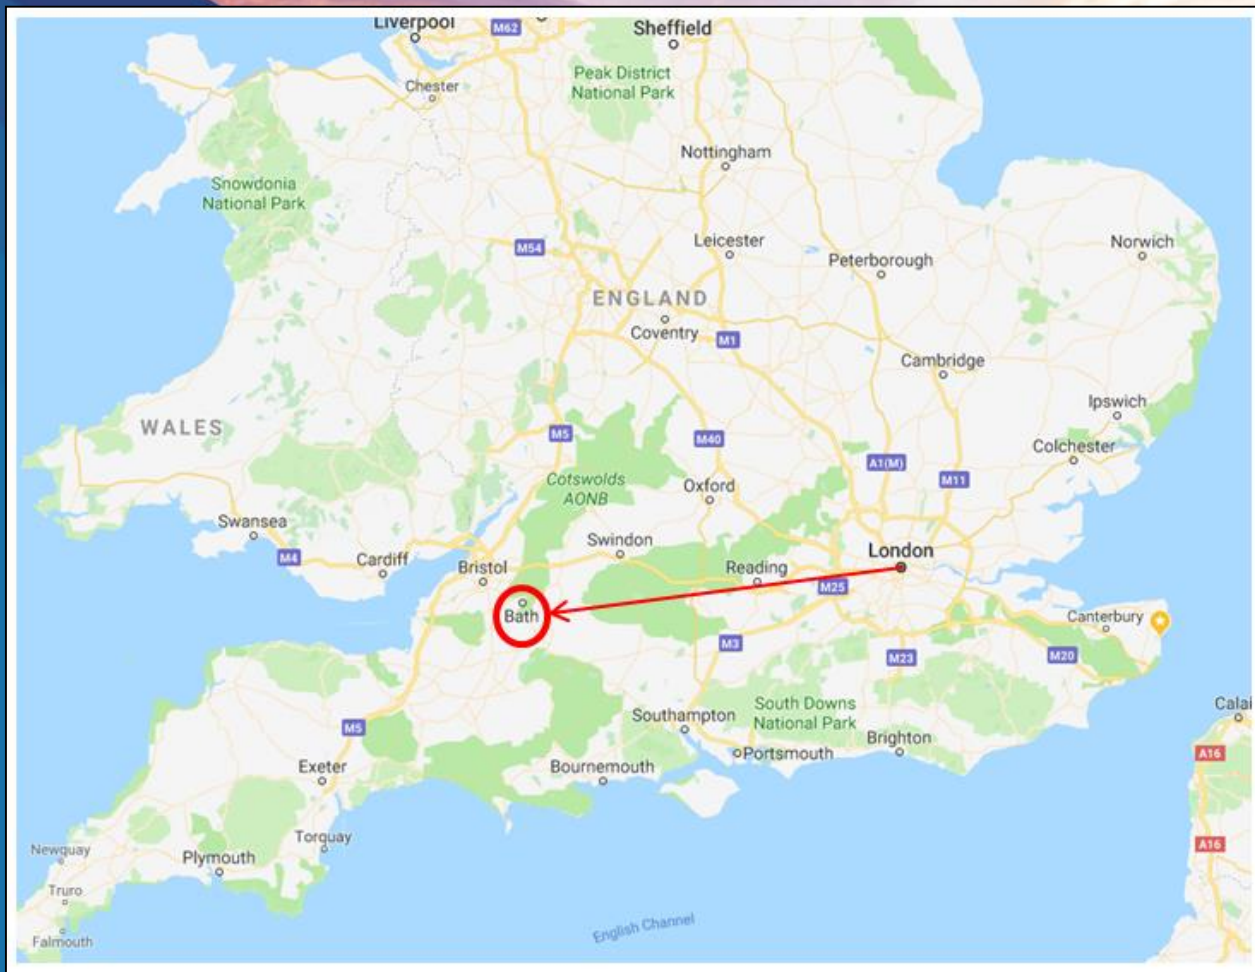 Liverpool
M62
Sheffield
Peak District
National Park
Chester
Nottingham
Snowdonia
National Park
Leicester
Norwich
M54
Peterborough
ENGLAND
Coventry
M1
Cambridge
Ipswich
WALES
M5
M40
Colchester
A1(M)
M11
Cotswolds
AONB
Oxford
Swansea
Swindon
London
M4
Cardiff
Bristol
Reading
M25
Bath
Canterbury
M3
M23
M20
South Downs
National Park
Calai
Southampton
M5
Brighton
Portsmouth
A16
Exeter
Bournemouth
Torquay
A16
Newquay
Plymouth
Truro
English Channel
Falmouth